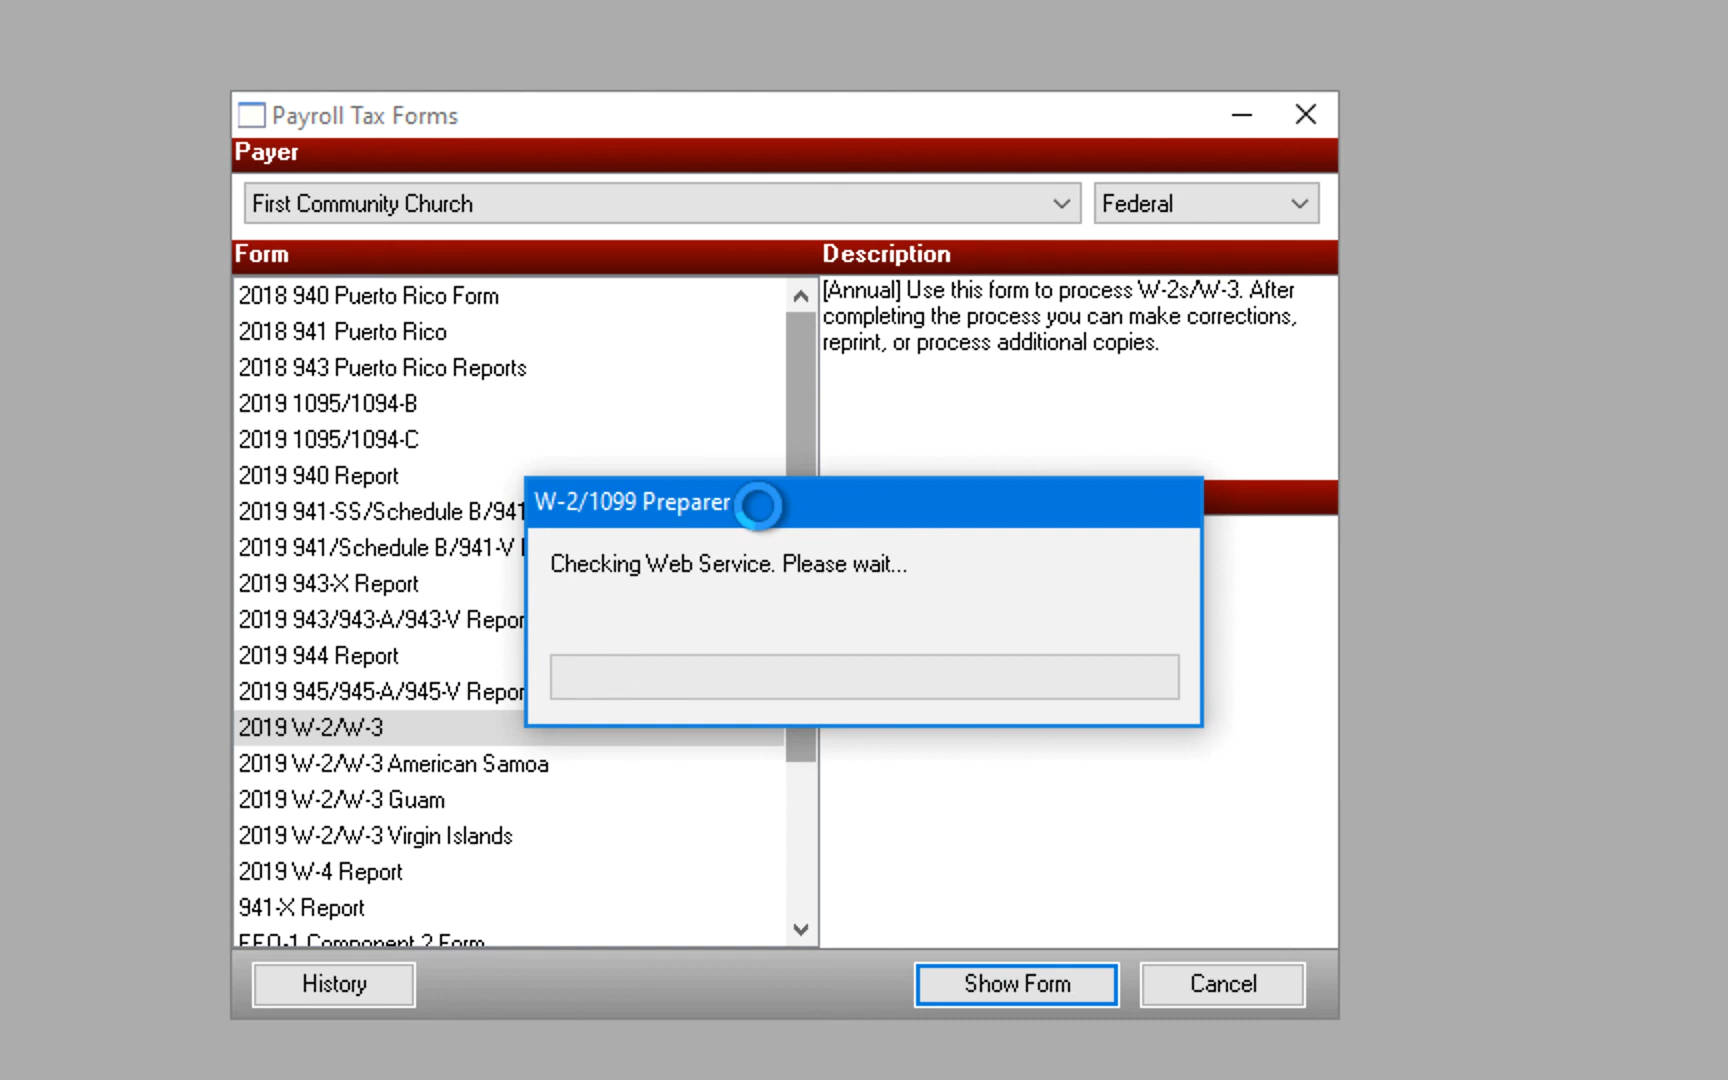 Payroll Tax Forms
Payer
First Community Church
Federal
Form
Description
2018 940 Puerto Rico Form
2018 941 Puerto Rico
2018 943 Puerto Rico Reports
2019 1095/1094-B
2019 1095/1094-C
2019 940 Report
2019 941-SS/Schedule B/941
2019 941/Schedule B/941-V
2019 943-X Report
2019 943/943-A/943-V Repor
2019 944 Report
2019 945/945-A/945-V Repor
2019 W-2/W-3
2019 W-2/W-3 American Samoa
2019 W-2/W-3 Guam
2019 W-2/W-3 Virgin Islands
2019 W-4 Report
941-X Report
EEO-1 Component 2 Form
[Annual] Use this form to process W-2s/W-3. After
completing the process you can make corrections,
reprint, or process additional copies.
W-2/1099 Preparer
Checking Web Service. Please wait...
History
Show Form
Cancel